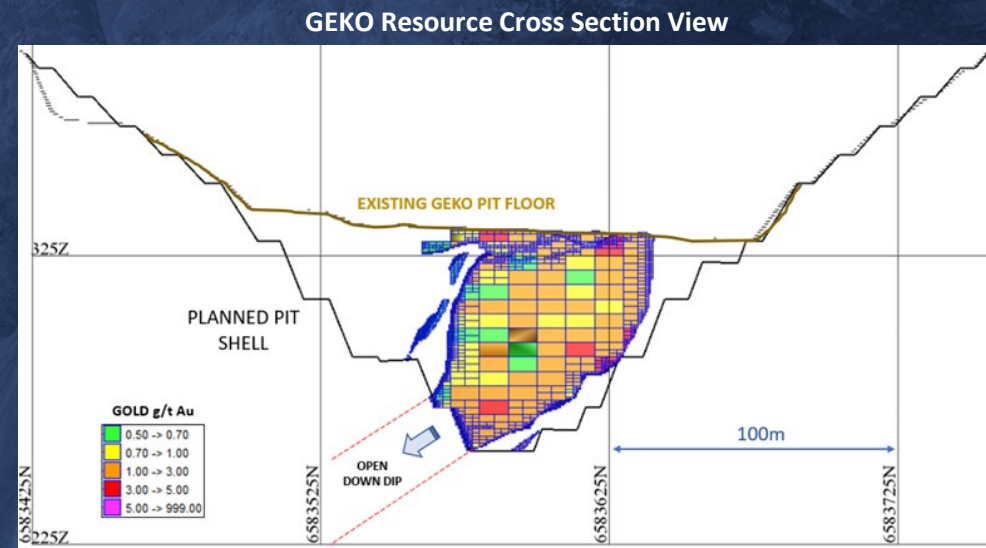 GEKO Resource Cross Section View
EXISTING GEKO PIT FLOOR
325Z
PLANNED PIT
SHELL
GOLD g/t Au
0.50 -> 0.70
0.70 -> 1.00
1.00 -> 3.00
3.00 -> 5.00
5.00 -> 999.00
OPEN
DOWN DIP
100m
6583425N
6583525N
6583625N
6583725N
225Z